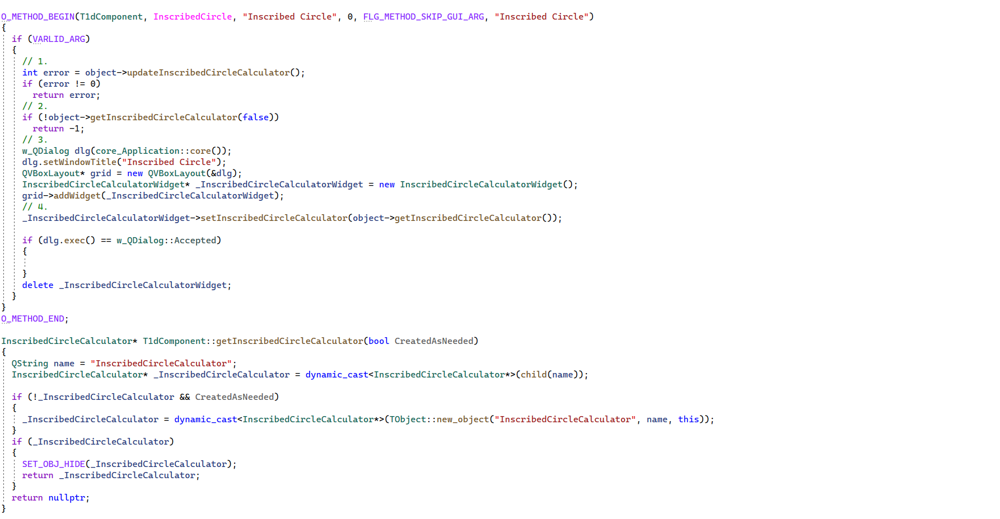 O_METHOD_BEGIN(T1dComponent, InscribedCircle, "Inscribed Circle", 0, FLG_METHOD_SKIP_GUI_ARG, "Inscribed Circle")
{
  if (VARLID_ARG)
  {
    // 1.
    int error = object->updateInscribedCircleCalculator();
    if (error != 0)
      return error;
    // 2.
    if (!object->getInscribedCircleCalculator(false))
      return -1;
    // 3.
    w_QDialog dlg(core_Application::core());
    dlg.setWindowTitle("Inscribed Circle");
    QVBoxLayout* grid = new QVBoxLayout(&dlg);
    InscribedCircleCalculatorWidget* _InscribedCircleCalculatorWidget = new InscribedCircleCalculatorWidget();
    grid->addWidget(_InscribedCircleCalculatorWidget);
    // 4.
    _InscribedCircleCalculatorWidget->setInscribedCircleCalculator(object->getInscribedCircleCalculator());

    if (dlg.exec() == w_QDialog::Accepted)
    {

    }
    delete _InscribedCircleCalculatorWidget;
  }
}
O_METHOD_END;

InscribedCircleCalculator* T1dComponent::getInscribedCircleCalculator(bool CreatedAsNeeded)
{
  QString name = "InscribedCircleCalculator";
  InscribedCircleCalculator* _InscribedCircleCalculator = dynamic_cast<InscribedCircleCalculator*>(child(name));

  if (!_InscribedCircleCalculator && CreatedAsNeeded)
  {
    _InscribedCircleCalculator = dynamic_cast<InscribedCircleCalculator*>(TObject::new_object("InscribedCircleCalculator", name, this));
  }
  if (_InscribedCircleCalculator)
  {
    SET_OBJ_HIDE(_InscribedCircleCalculator);
    return _InscribedCircleCalculator;
  }
  return nullptr;
}